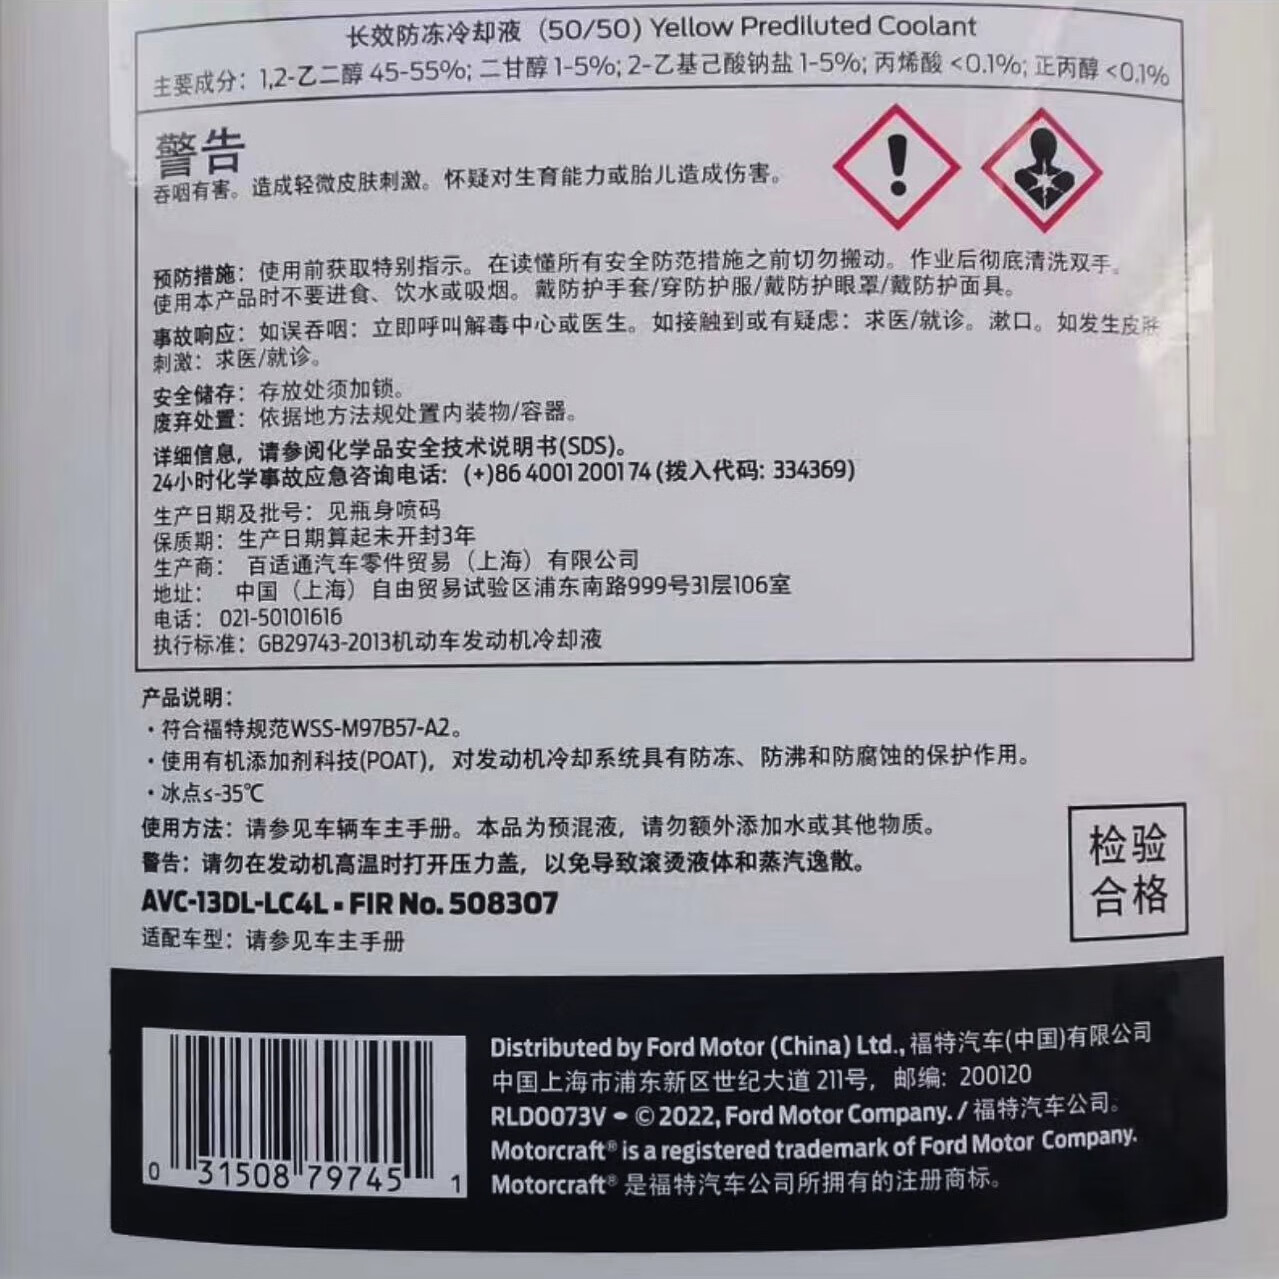 长效防冻冷却液（50/50）Yellow Prediluted Coolant
主要成分：1,2-乙二醇 45-55%; 二甘醇 1-5%; 2-乙基己酸钠盐 1-5%; 丙烯酸 <0.1%; 正丙醇 <0.1%
警告
吞咽有害。造成轻微皮肤刺激。怀疑对生育能力或胎儿造成伤害。
预防措施：使用前获取特别指示。在读懂所有安全防范措施之前切勿搬动。作业后彻底清洗双手。
使用本产品时不要进食、饮水或吸烟。戴防护手套/穿防护服/戴防护眼罩/戴防护面具。
事故响应：如误吞咽：立即呼叫解毒中心或医生。如接触到或有疑虑：求医/就诊。漱口。如发生皮肤
刺激：求医/就诊。
安全储存：存放处须加锁。
废弃处置：依据地方法规处置内装物/容器。
详细信息，请参阅化学品安全技术说明书(SDS)。
24小时化学事故应急咨询电话：(+)86 4001 2001 74 (拨入代码: 334369)
生产日期及批号：见瓶身喷码
保质期：生产日期算起未开封3年
生产商：百适通汽车零件贸易（上海）有限公司
地址：中国（上海）自由贸易试验区浦东南路999号31层106室
电话：021-50101616
执行标准：GB29743-2013机动车发动机冷却液
产品说明：
·符合福特规范WSS-M97B57-A2。
·使用有机添加剂科技(POAT)，对发动机冷却系统具有防冻、防沸和防腐蚀的保护作用。
·冰点≤-35℃
使用方法：请参见车辆车主手册。本品为预混液，请勿额外添加水或其他物质。
警告：请勿在发动机高温时打开压力盖，以免导致滚烫液体和蒸汽逸散。
AVC-13DL-LC4L ▪ FIR No. 508307
适配车型：请参见车主手册
检验
合格
Distributed by Ford Motor (China) Ltd., 福特汽车(中国)有限公司
中国上海市浦东新区世纪大道 211号，邮编: 200120
RLD0073V - © 2022, Ford Motor Company. / 福特汽车公司。
Motorcraft® is a registered trademark of Ford Motor Company.
Motorcraft® 是福特汽车公司所拥有的注册商标。
0 31508 79745 1